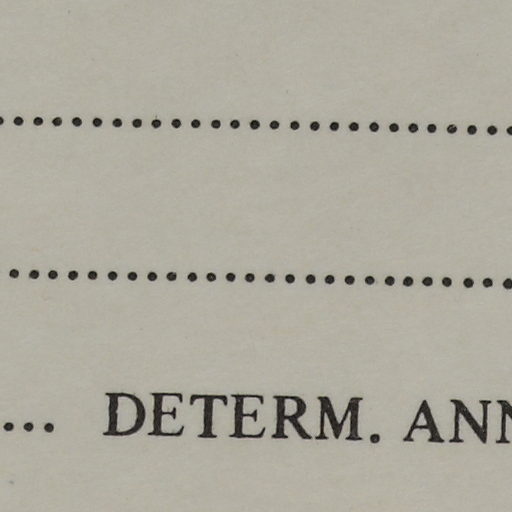 ... DETERM. ANN